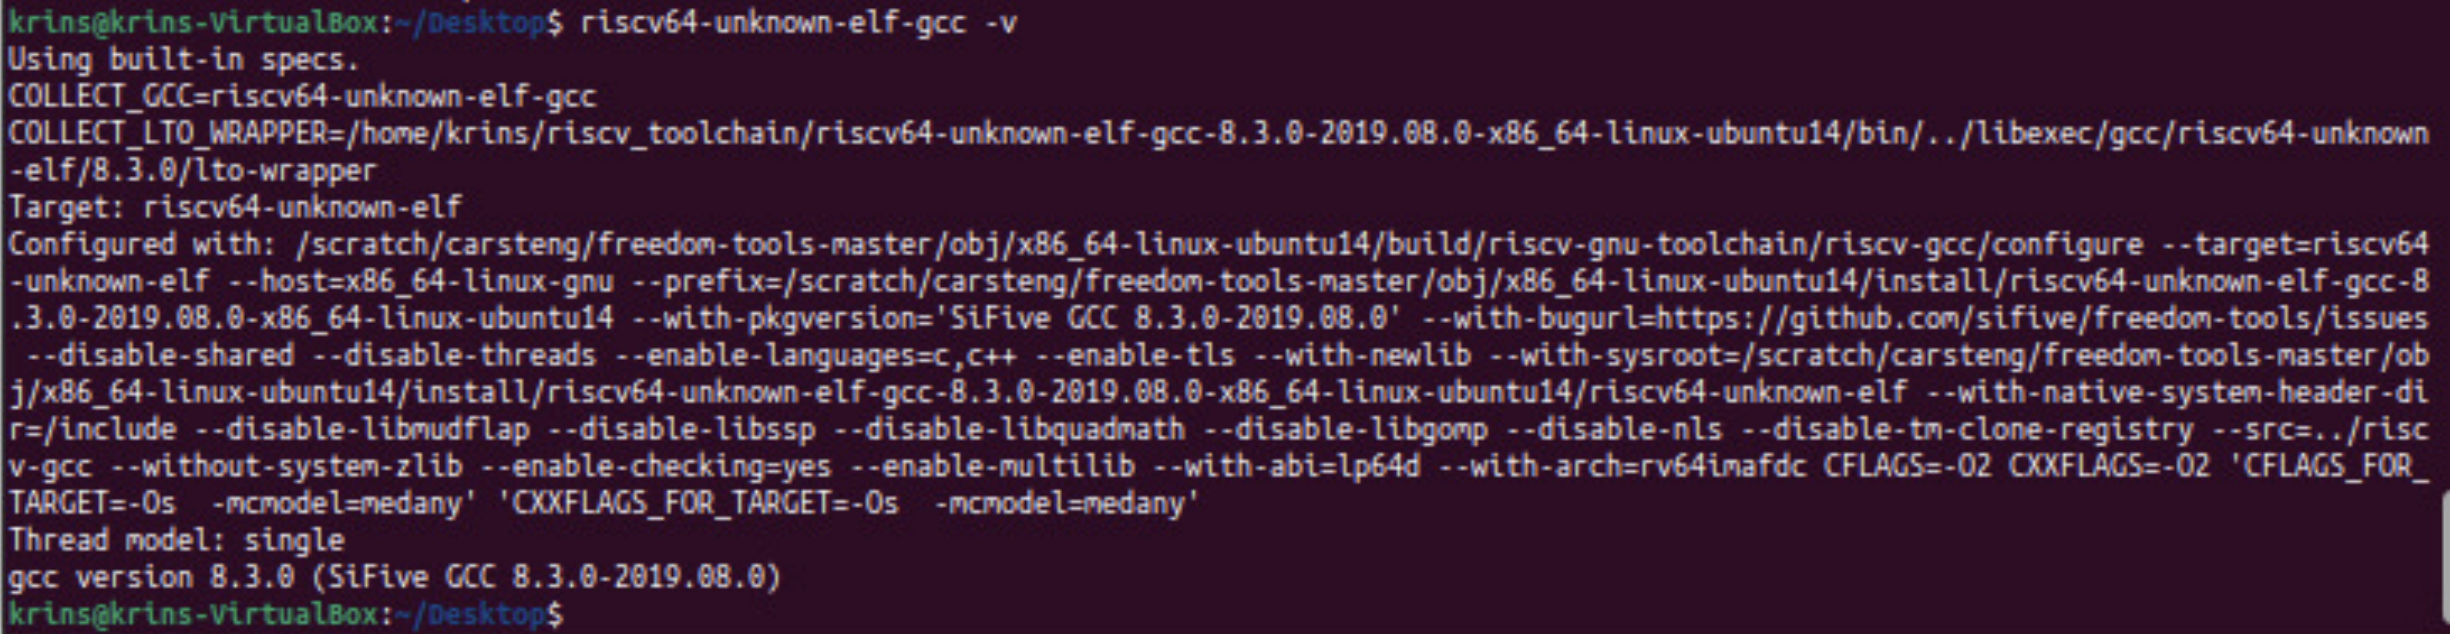 krins@krins-VirtualBox:~/Desktop$ riscv64-unknown-elf-gcc -v
Using built-in specs.
COLLECT_GCC=riscv64-unknown-elf-gcc
COLLECT_LTO_WRAPPER=/home/krins/riscv_toolchain/riscv64-unknown-elf-gcc-8.3.0-2019.08.0-x86_64-linux-ubuntu14/bin/../libexec/gcc/riscv64-unknown
-elf/8.3.0/lto-wrapper
Target: riscv64-unknown-elf
Configured with: /scratch/carsteng/freedom-tools-master/obj/x86_64-linux-ubuntu14/build/riscv-gnu-toolchain/riscv-gcc/configure --target=riscv64
-unknown-elf --host=x86_64-linux-gnu --prefix=/scratch/carsteng/freedom-tools-master/obj/x86_64-linux-ubuntu14/install/riscv64-unknown-elf-gcc-8
.3.0-2019.08.0-x86_64-linux-ubuntu14 --with-pkgversion='SiFive GCC 8.3.0-2019.08.0' --with-bugurl=https://github.com/sifive/freedom-tools/issues
 --disable-shared --disable-threads --enable-languages=c,c++ --enable-tls --with-newlib --with-sysroot=/scratch/carsteng/freedom-tools-master/ob
j/x86_64-linux-ubuntu14/install/riscv64-unknown-elf-gcc-8.3.0-2019.08.0-x86_64-linux-ubuntu14/riscv64-unknown-elf --with-native-system-header-di
r=/include --disable-libmudflap --disable-libssp --disable-libquadmath --disable-libgomp --disable-nls --disable-tm-clone-registry --src=../risc
v-gcc --without-system-zlib --enable-checking=yes --enable-multilib --with-abi=lp64d --with-arch=rv64imafdc CFLAGS=-O2 CXXFLAGS=-O2 'CFLAGS_FOR_
TARGET=-Os  -mcmodel=medany' 'CXXFLAGS_FOR_TARGET=-Os  -mcmodel=medany'
Thread model: single
gcc version 8.3.0 (SiFive GCC 8.3.0-2019.08.0)
krins@krins-VirtualBox:~/Desktop$